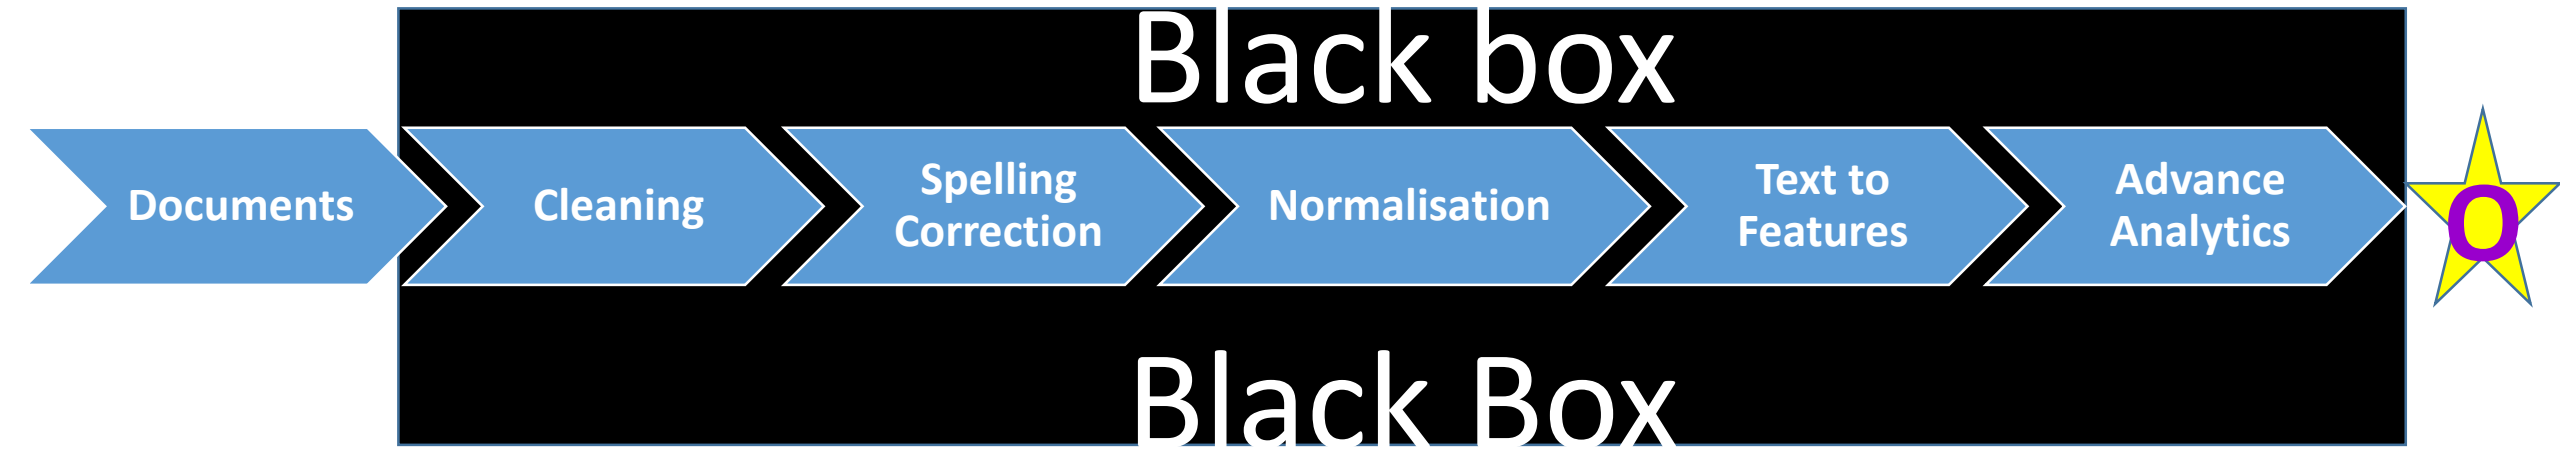 Black box
Documents
Cleaning
Spelling
Correction
Normalisation
Text to
Features
Advance
Analytics
O
Black Box